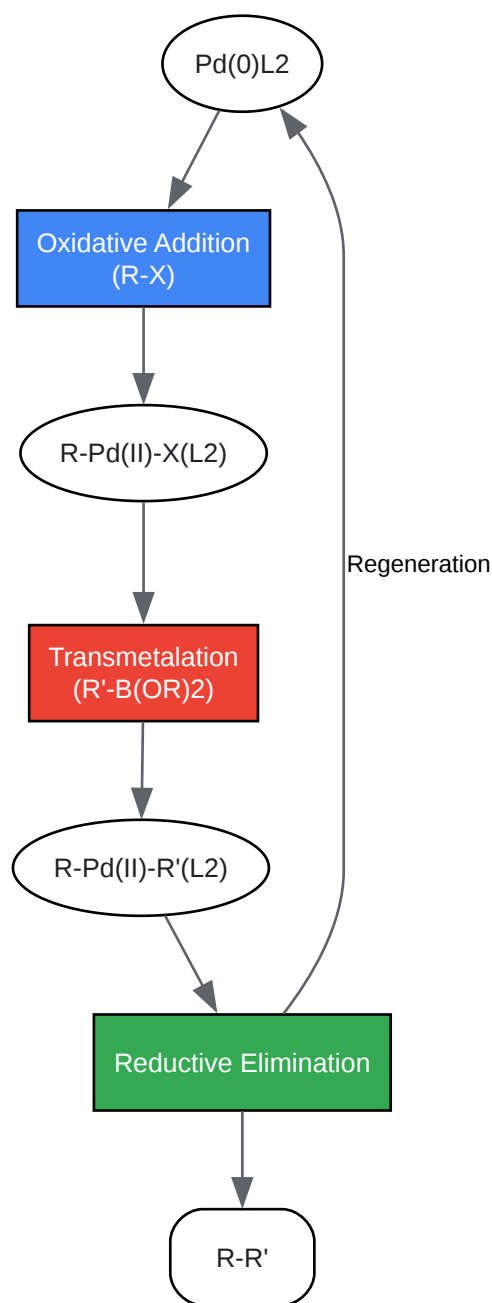 Pd(0)L2
Oxidative Addition
(R-X)
R-Pd(II)-X(L2)
Regeneration
Transmetalation
(R'-B(OR)2)
R-Pd(II)-R'(L2)
Reductive Elimination
R-R'